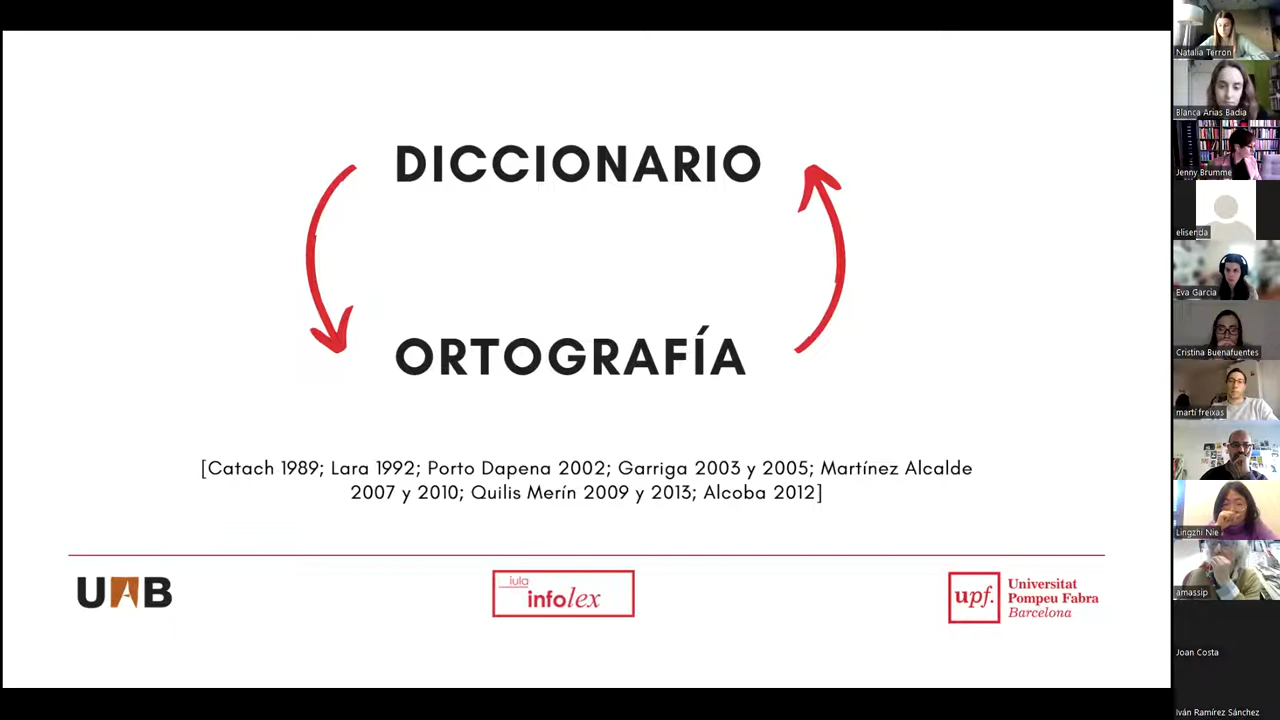 DICCIONARIO
ORTOGRAFÍA
[Catach 1989; Lara 1992; Porto Dapena 2002; Garriga 2003 y 2005; Martínez Alcalde
2007 y 2010; Quilis Merín 2009 y 2013; Alcoba 2012]
UAB
iula
infolex
upf.
Universitat
Pompeu Fabra
Barcelona
Natalia Terron
Blanca Arias Badia
Jenny Brumme
elisenda
Eva Garcia
Cristina Buenafuentes
martí freixas
Lingzhi Nie
amassip
Joan Costa
Iván Ramírez Sánchez